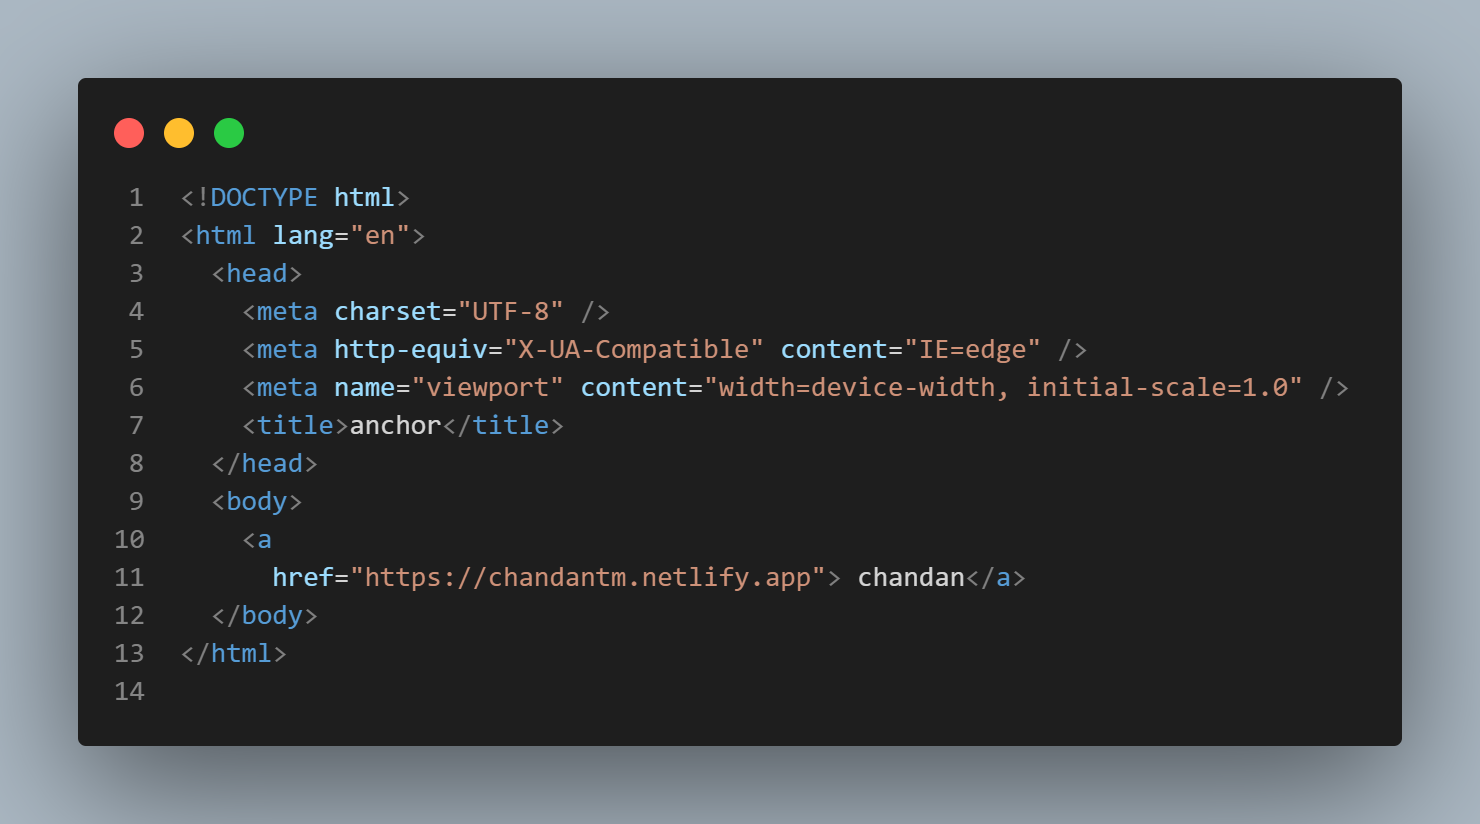 1 <!DOCTYPE html>
2 <html lang="en">
3   <head>
4     <meta charset="UTF-8" />
5     <meta http-equiv="X-UA-Compatible" content="IE=edge" />
6     <meta name="viewport" content="width=device-width, initial-scale=1.0" />
7     <title>anchor</title>
8   </head>
9   <body>
10     <a
11       href="https://chandantm.netlify.app"> chandan</a>
12   </body>
13 </html>
14